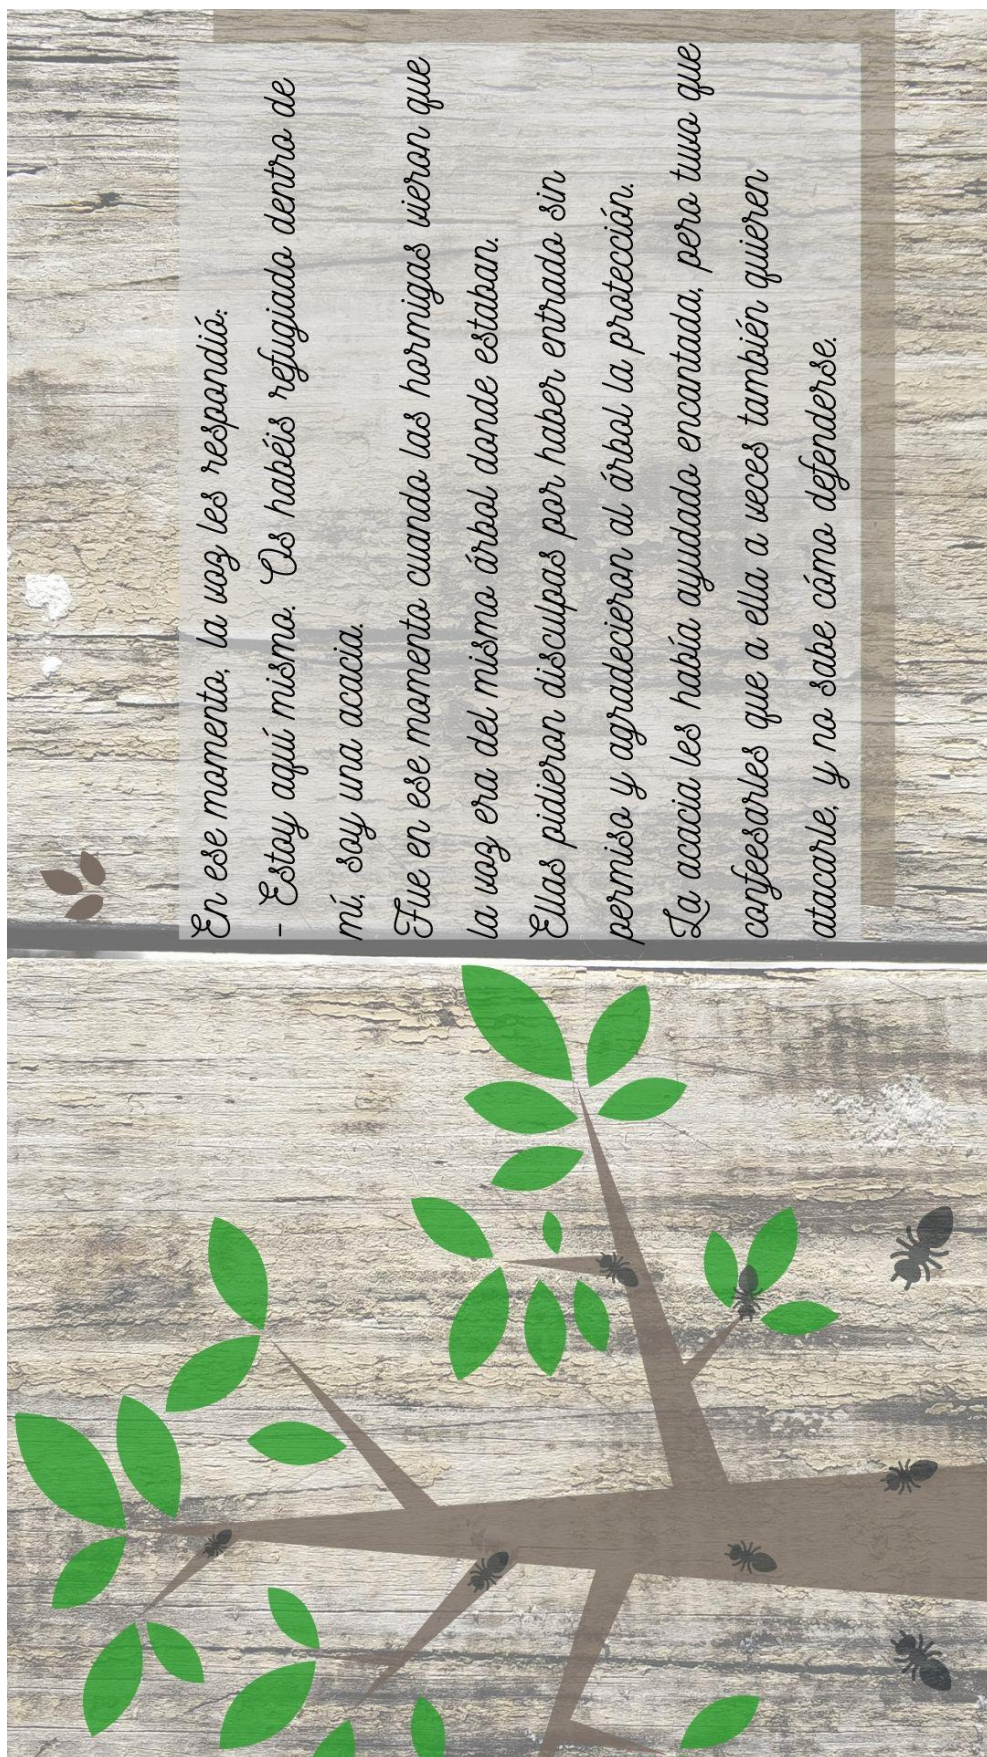 En ese momento, la voz les respondió:
- Estoy aquí mismo. Os habéis refugiado dentro de
mí, soy una acacia.
Fue en ese momento cuando las hormigas vieron que
la voz era del mismo árbol donde estaban.
Ellas pidieron disculpas por haber entrado sin
permiso y agradecieron al árbol la protección.
La acacia les había ayudado encantada, pero tuvo que
confeesarles que a ella a veces también quieren
atacarle, y no sabe cómo defenderse.